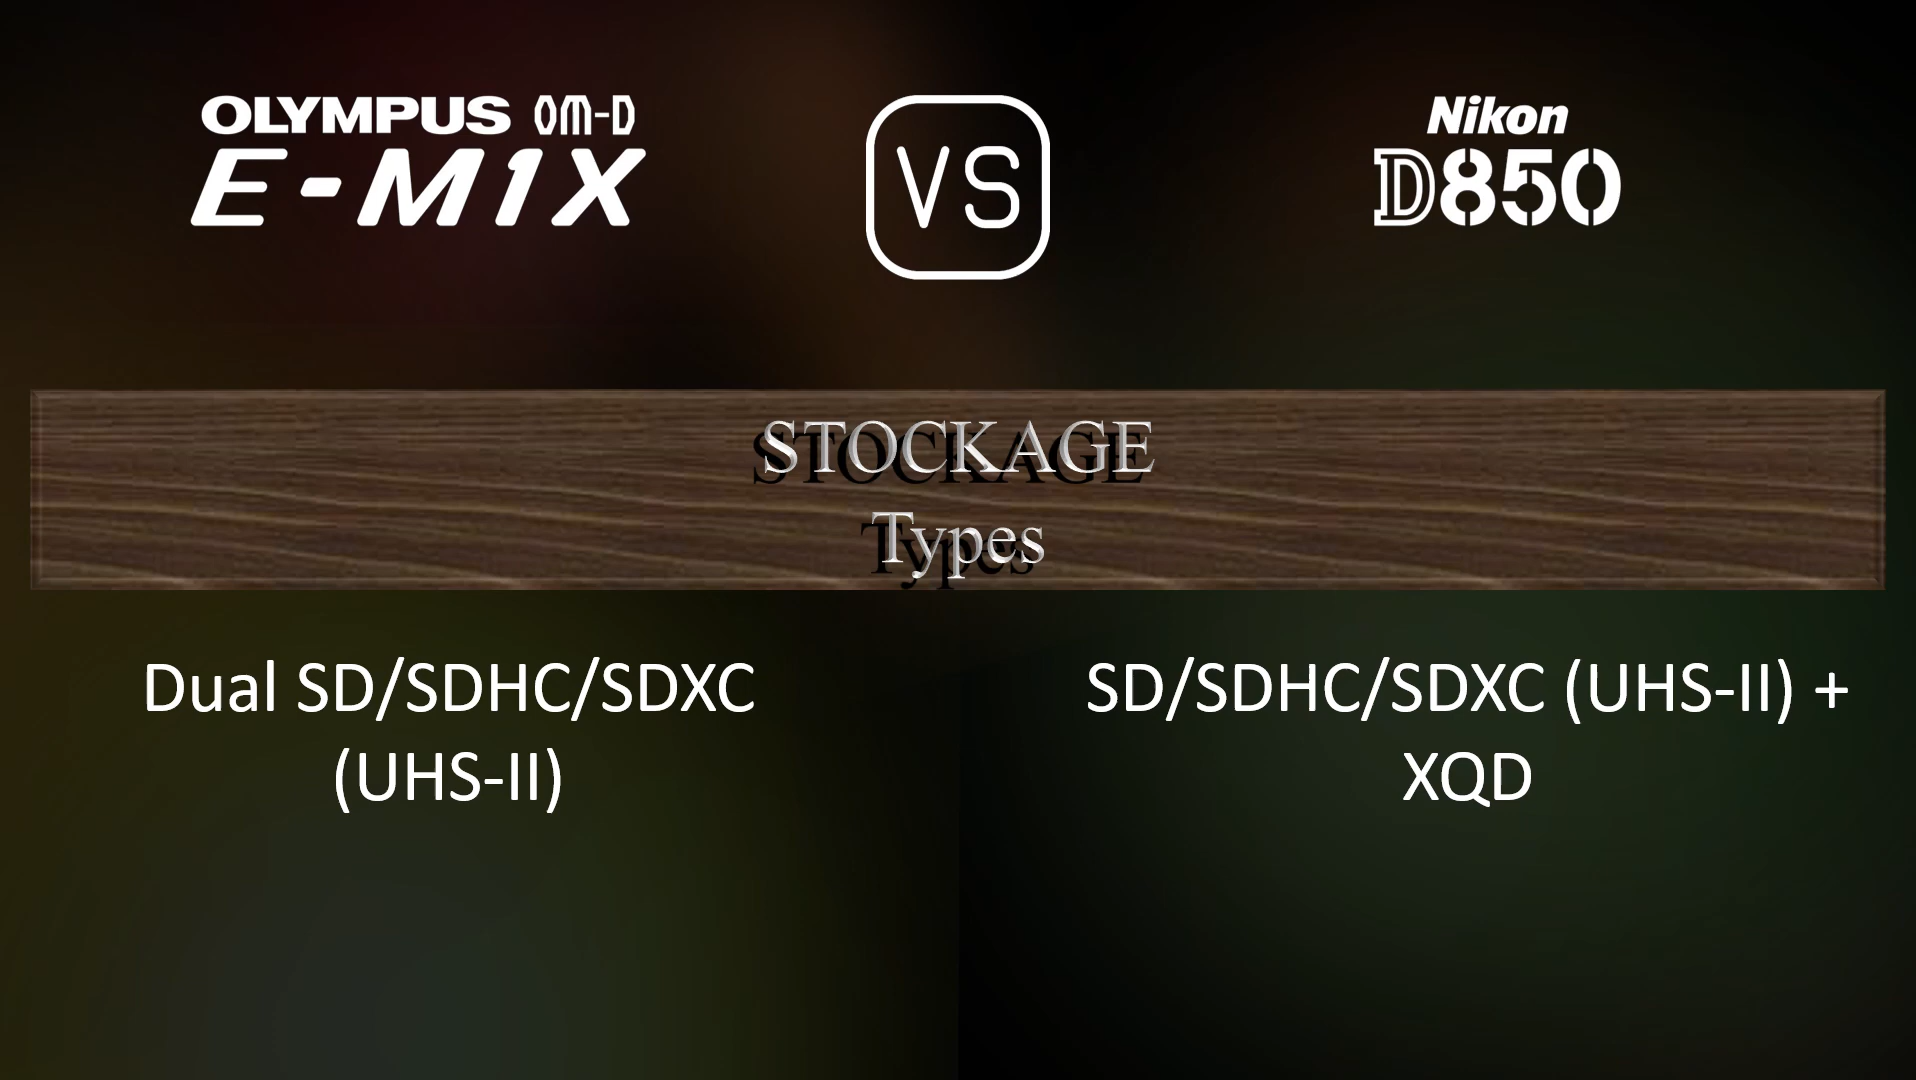 OLYMPUS OM-D
E-M1X
VS
Nikon
D850
STOCKAGE
Types
Dual SD/SDHC/SDXC
(UHS-II)
SD/SDHC/SDXC (UHS-II) +
XQD